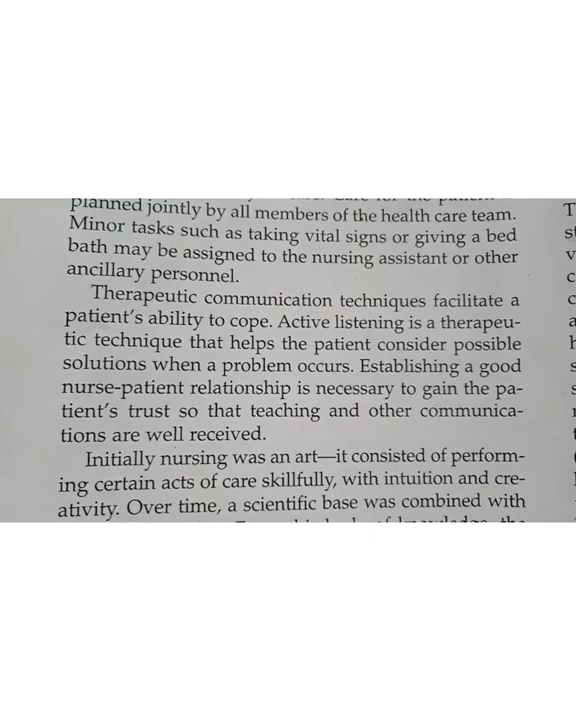 planned jointly by all members of the health care team.
Minor tasks such as taking vital signs or giving a bed
bath may be assigned to the nursing assistant or other
ancillary personnel.
Therapeutic communication techniques facilitate a
patient's ability to cope. Active listening is a therapeu-
tic technique that helps the patient consider possible
solutions when a problem occurs. Establishing a good
nurse-patient relationship is necessary to gain the pa-
tient's trust so that teaching and other communica-
tions are well received.
Initially nursing was an art—it consisted of perform-
ing certain acts of care skillfully, with intuition and cre-
ativity. Over time, a scientific base was combined with